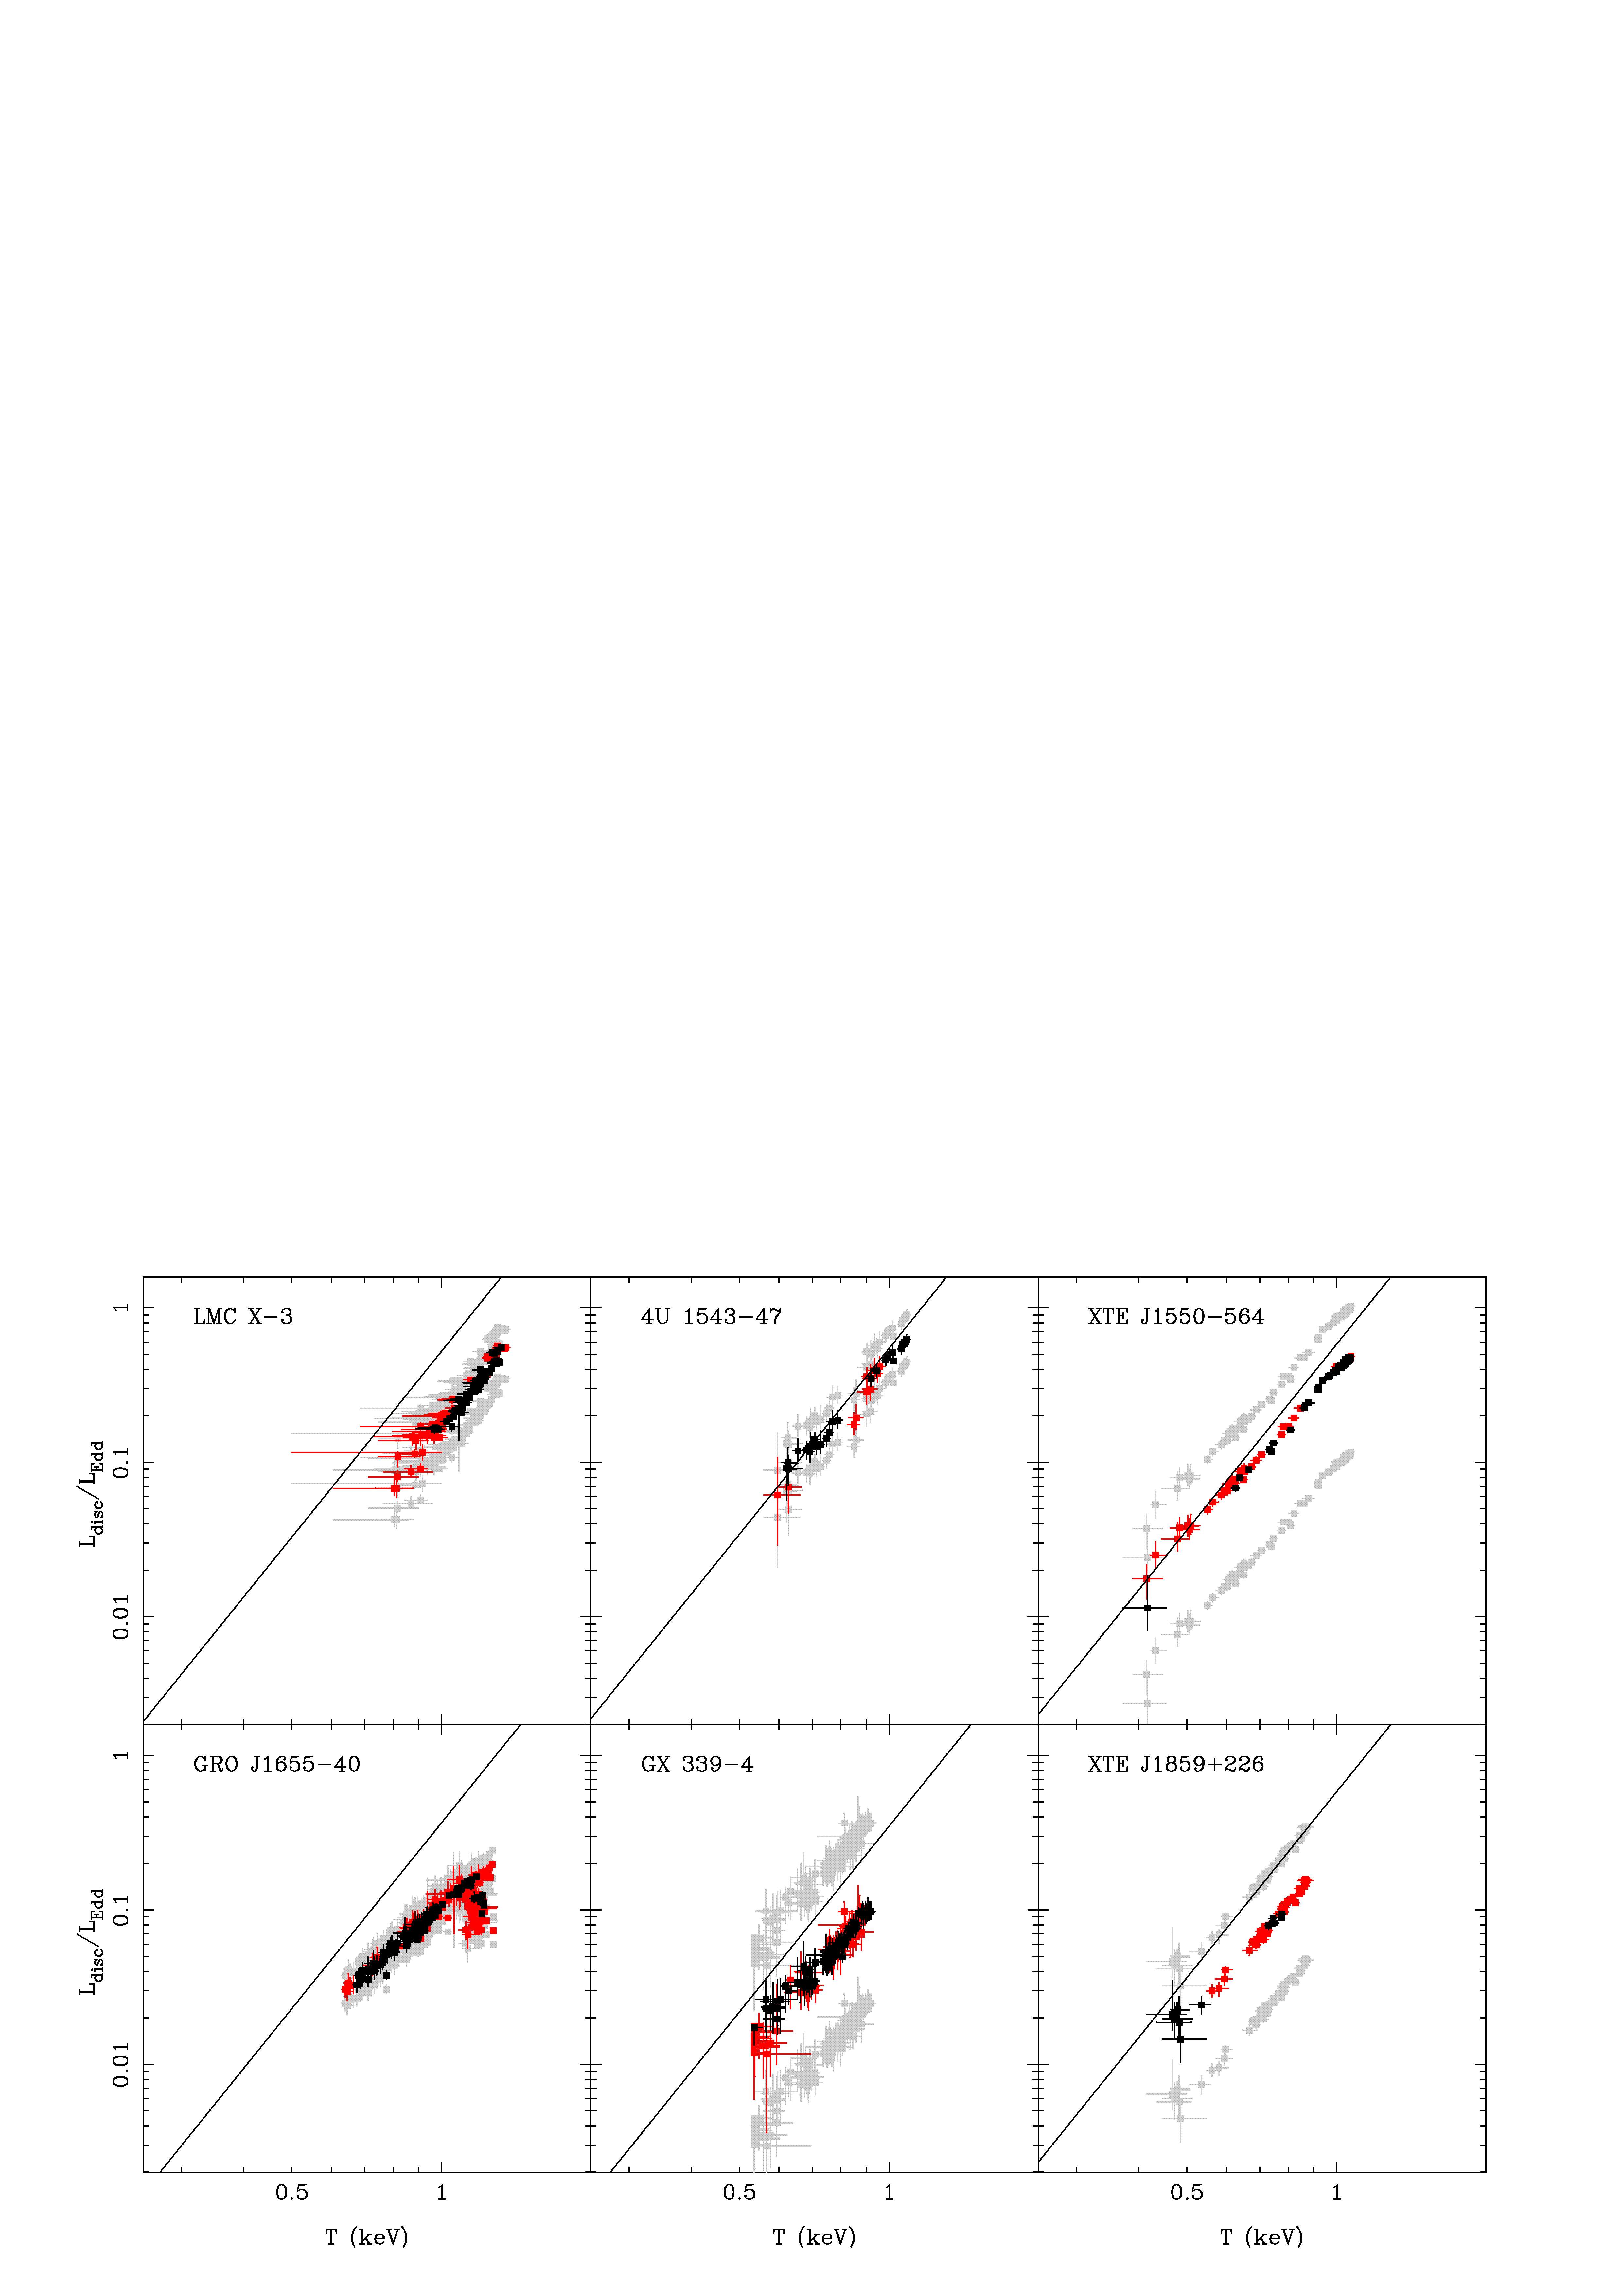 LMC X−3
4U 1543−47
XTE J1550−564
1
0.1
0.01
L_disc/L_Edd
GRO J1655−40
GX 339−4
XTE J1859+226
1
0.1
0.01
L_disc/L_Edd
0.5 1
0.5 1
0.5 1
T (keV)
T (keV)
T (keV)